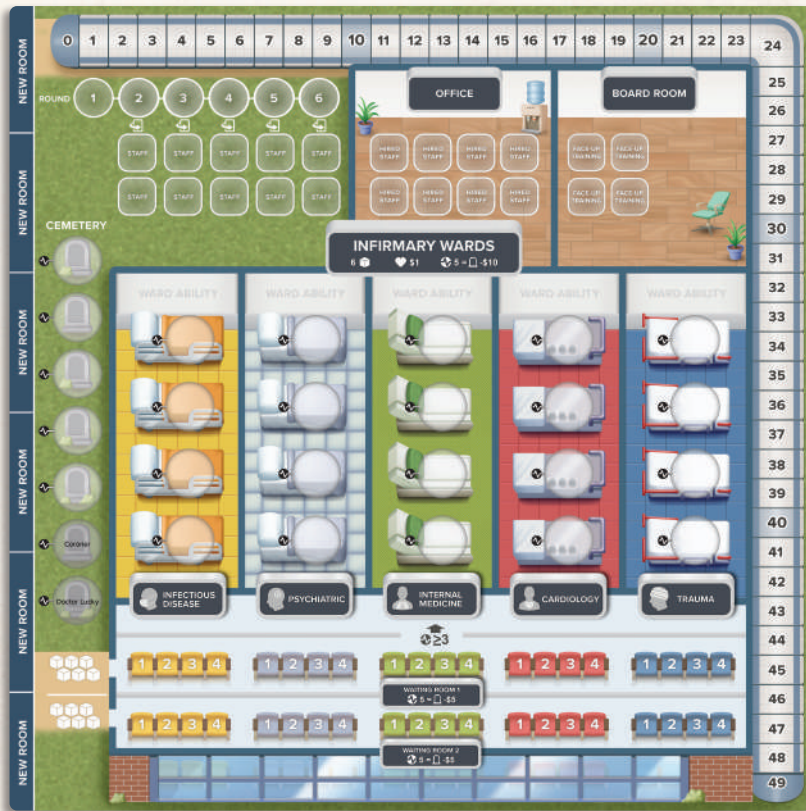 0 1 2 3 4 5 6 7 8 9 10 11 12 13 14 15 16 17 18 19 20 21 22 23 24
25
26
27
28
29
30
31
32
33
34
35
36
37
38
39
40
41
42
43
44
45
46
47
48
49
NEW ROOM
NEW ROOM
NEW ROOM
NEW ROOM
NEW ROOM
NEW ROOM
ROUND 1 2 3 4 5 6
STAFF STAFF STAFF STAFF STAFF
STAFF STAFF STAFF STAFF STAFF
OFFICE
HIRED STAFF HIRED STAFF HIRED STAFF HIRED STAFF
HIRED STAFF HIRED STAFF HIRED STAFF HIRED STAFF
BOARD ROOM
FACE UP TRAINING FACE UP TRAINING
FACE UP TRAINING FACE UP TRAINING
CEMETERY
Coroner
Doctor Lucky
INFIRMARY WARDS
6 $1 5 = -$10
WARD ABILITY WARD ABILITY WARD ABILITY WARD ABILITY WARD ABILITY
INFECTIOUS DISEASE
PSYCHIATRIC
INTERNAL MEDICINE
CARDIOLOGY
TRAUMA
≥3
1 2 3 4 1 2 3 4 1 2 3 4 1 2 3 4 1 2 3 4
WAITING ROOM 1
5 = -$5
1 2 3 4 1 2 3 4 1 2 3 4 1 2 3 4 1 2 3 4
WAITING ROOM 2
5 = -$5